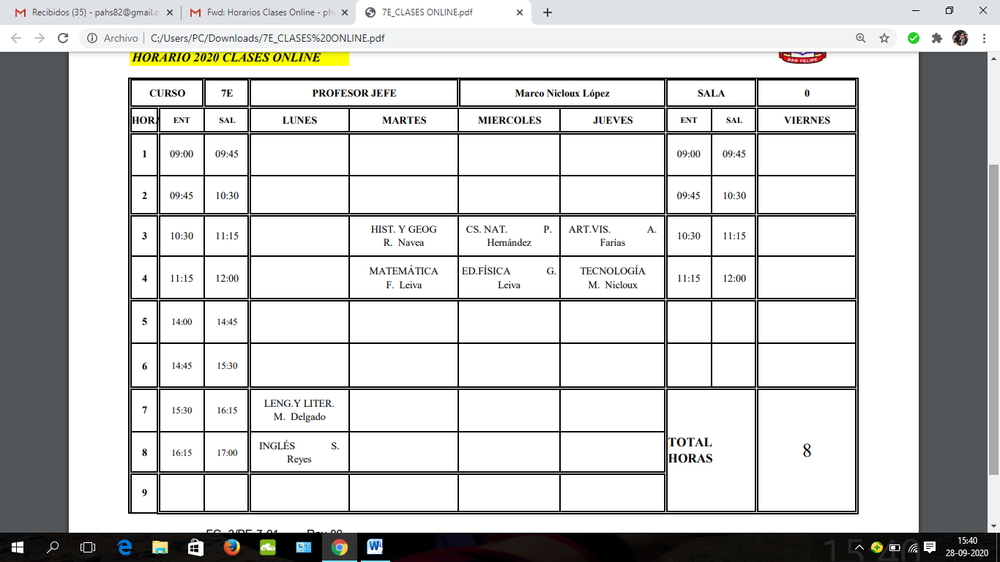 Recibidos (35) - pahs82@gmail.c
Fwd: Horarios Clases Online - ph
7E_CLASES ONLINE.pdf
Archivo
C:/Users/PC/Downloads/7E_CLASES%20ONLINE.pdf
HORARIO 2020 CLASES ONLINE
SAN FELIPE
CURSO 7E PROFESOR JEFE Marco Nicloux López SALA 0
HORA ENT SAL LUNES MARTES MIERCOLES JUEVES ENT SAL VIERNES
1 09:00 09:45 09:00 09:45
2 09:45 10:30 09:45 10:30
HIST. Y GEOG CS. NAT. P. ART.VIS. A.
3 10:30 11:15 10:30 11:15
R. Navea Hernández Farías
MATEMÁTICA ED.FÍSICA G. TECNOLOGÍA
4 11:15 12:00 11:15 12:00
F. Leiva Leiva M. Nicloux
5 14:00 14:45
6 14:45 15:30
LENG.Y LITER.
7 15:30 16:15
M. Delgado
INGLÉS S.
8 16:15 17:00
Reyes
TOTAL
HORAS
8
9
15:40
28-09-2020